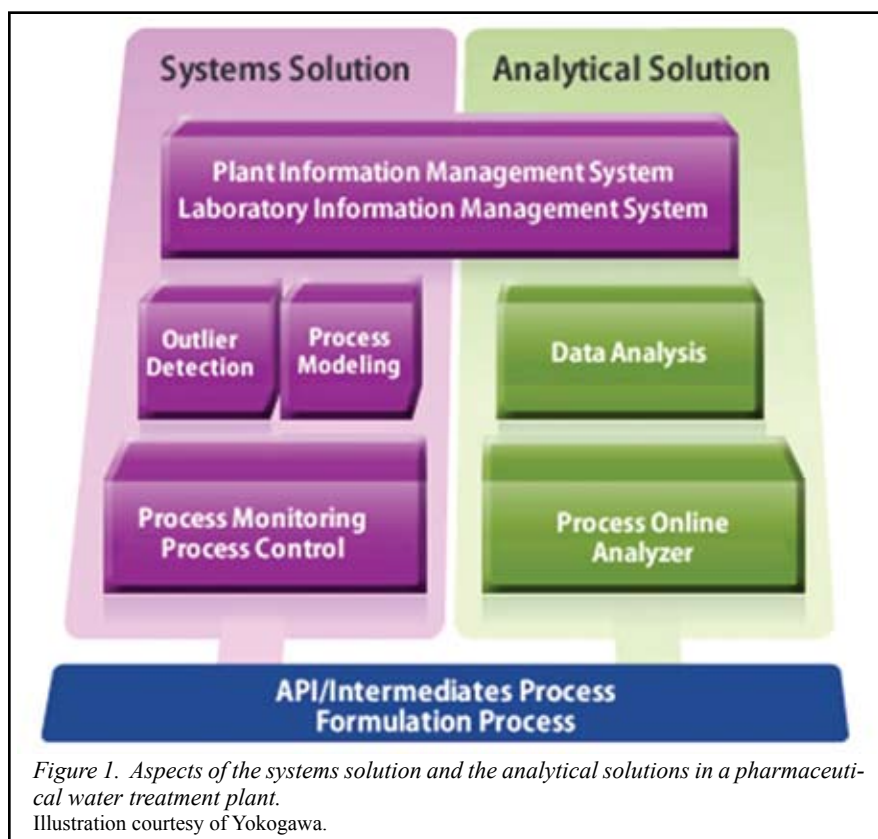 Systems Solution
Analytical Solution
Plant Information Management System
Laboratory Information Management System
Outlier
Detection
Process
Modeling
Data Analysis
Process Monitoring
Process Control
Process Online
Analyzer
API/Intermediates Process
Formulation Process
Figure 1. Aspects of the systems solution and the analytical solutions in a pharmaceuti-
cal water treatment plant.
Illustration courtesy of Yokogawa.